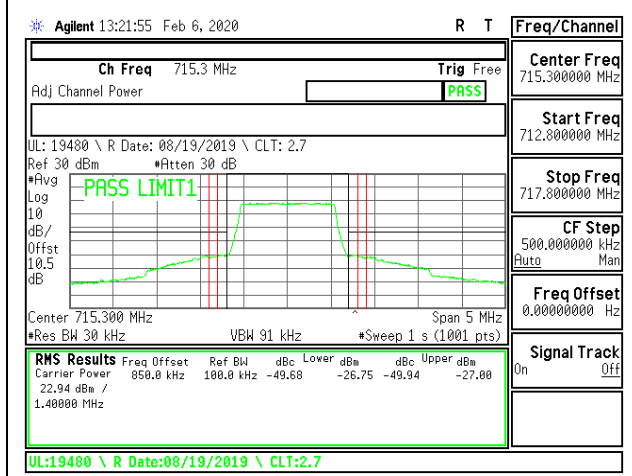 Agilent 13:21:55 Feb 6, 2020 R T
Freq/Channel
Ch Freq 715.3 MHz Trig Free
Adj Channel Power PASS
UL: 19480 \ R Date: 08/19/2019 \ CLT: 2.7
Ref 30 dBm #Atten 30 dB
#Avg
Log
10
dB/
Offst
10.5
dB
PASS LIMIT1
Center 715.300 MHz Span 5 MHz
#Res BW 30 kHz VBW 91 kHz #Sweep 1 s (1001 pts)
RMS Results Freq Offset Ref BW dBc Lower dBm dBc Upper dBm
Carrier Power 850.0 kHz 100.0 kHz -49.68 -26.75 -49.94 -27.00
22.94 dBm /
1.40000 MHz
UL:19480 \ R Date:08/19/2019 \ CLT:2.7
Center Freq
715.300000 MHz
Start Freq
712.800000 MHz
Stop Freq
717.800000 MHz
CF Step
500.000000 kHz
Auto Man
Freq Offset
0.00000000 Hz
Signal Track
On Off